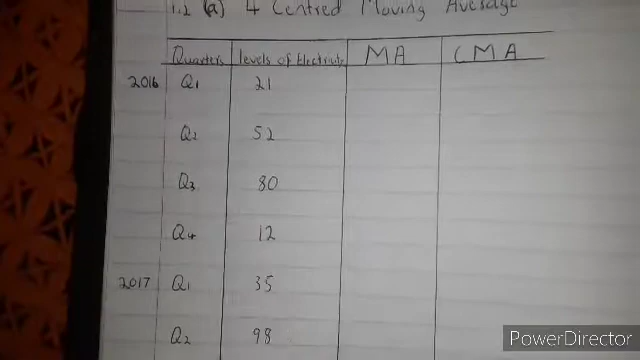 1.2 (a) 4 Centred Moving Average
Quarters levels of Electricity MA CMA
2016 Q1 21
Q2 52
Q3 80
Q4 12
2017 Q1 35
Q2 98
PowerDirector